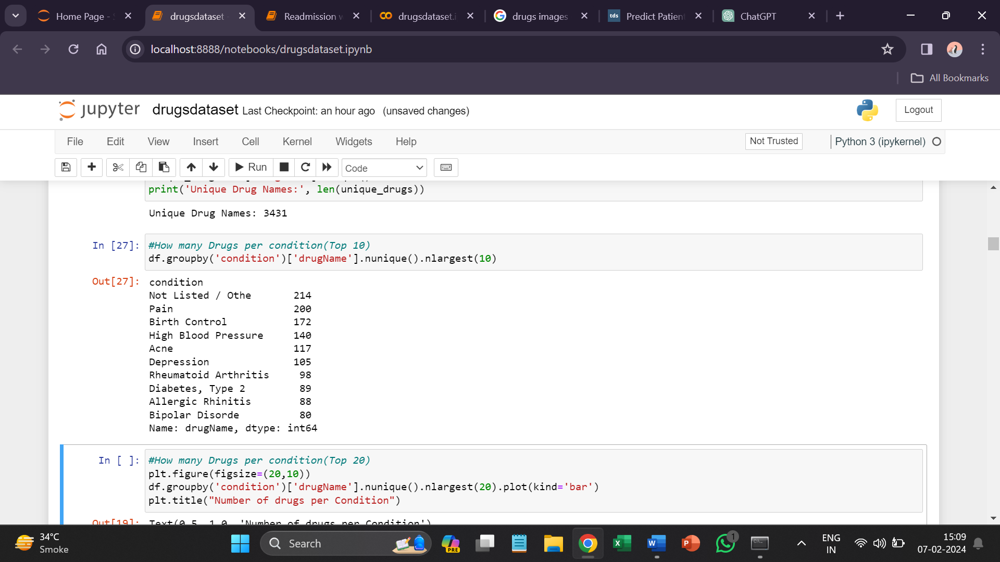 Home Page - 
drugsdataset -
Readmission w
drugsdataset.i
drugs images
tds Predict Patient
ChatGPT
localhost:8888/notebooks/drugsdataset.ipynb
All Bookmarks
jupyter drugsdataset Last Checkpoint: an hour ago (unsaved changes)
Logout
File Edit View Insert Cell Kernel Widgets Help
Not Trusted
Python 3 (ipykernel)
Run
Code
print('Unique Drug Names:', len(unique_drugs))
Unique Drug Names: 3431
In [27]: #How many Drugs per condition(Top 10)
df.groupby('condition')['drugName'].nunique().nlargest(10)
Out[27]: condition
Not Listed / Othe 214
Pain 200
Birth Control 172
High Blood Pressure 140
Acne 117
Depression 105
Rheumatoid Arthritis 98
Diabetes, Type 2 89
Allergic Rhinitis 88
Bipolar Disorde 80
Name: drugName, dtype: int64
In [ ]: #How many Drugs per condition(Top 20)
plt.figure(figsize=(20,10))
df.groupby('condition')['drugName'].nunique().nlargest(20).plot(kind='bar')
plt.title("Number of drugs per Condition")
Out[19]: Text(0.5, 1.0, 'Number of drugs per Condition')
34°C
Smoke
Search
PRE
1
ENG
IN
15:09
07-02-2024